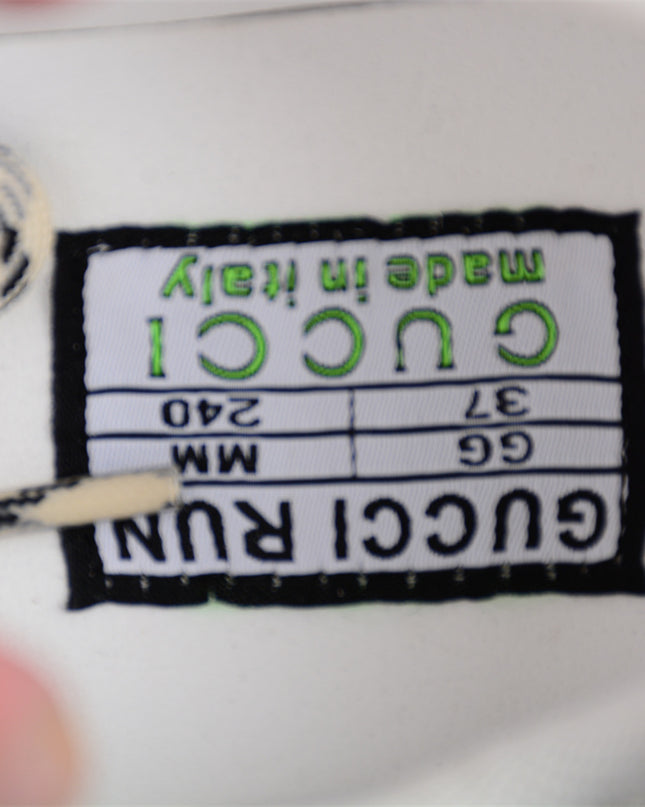 GUCCI RUN
GG MM
37 240
GUCCI
made in italy